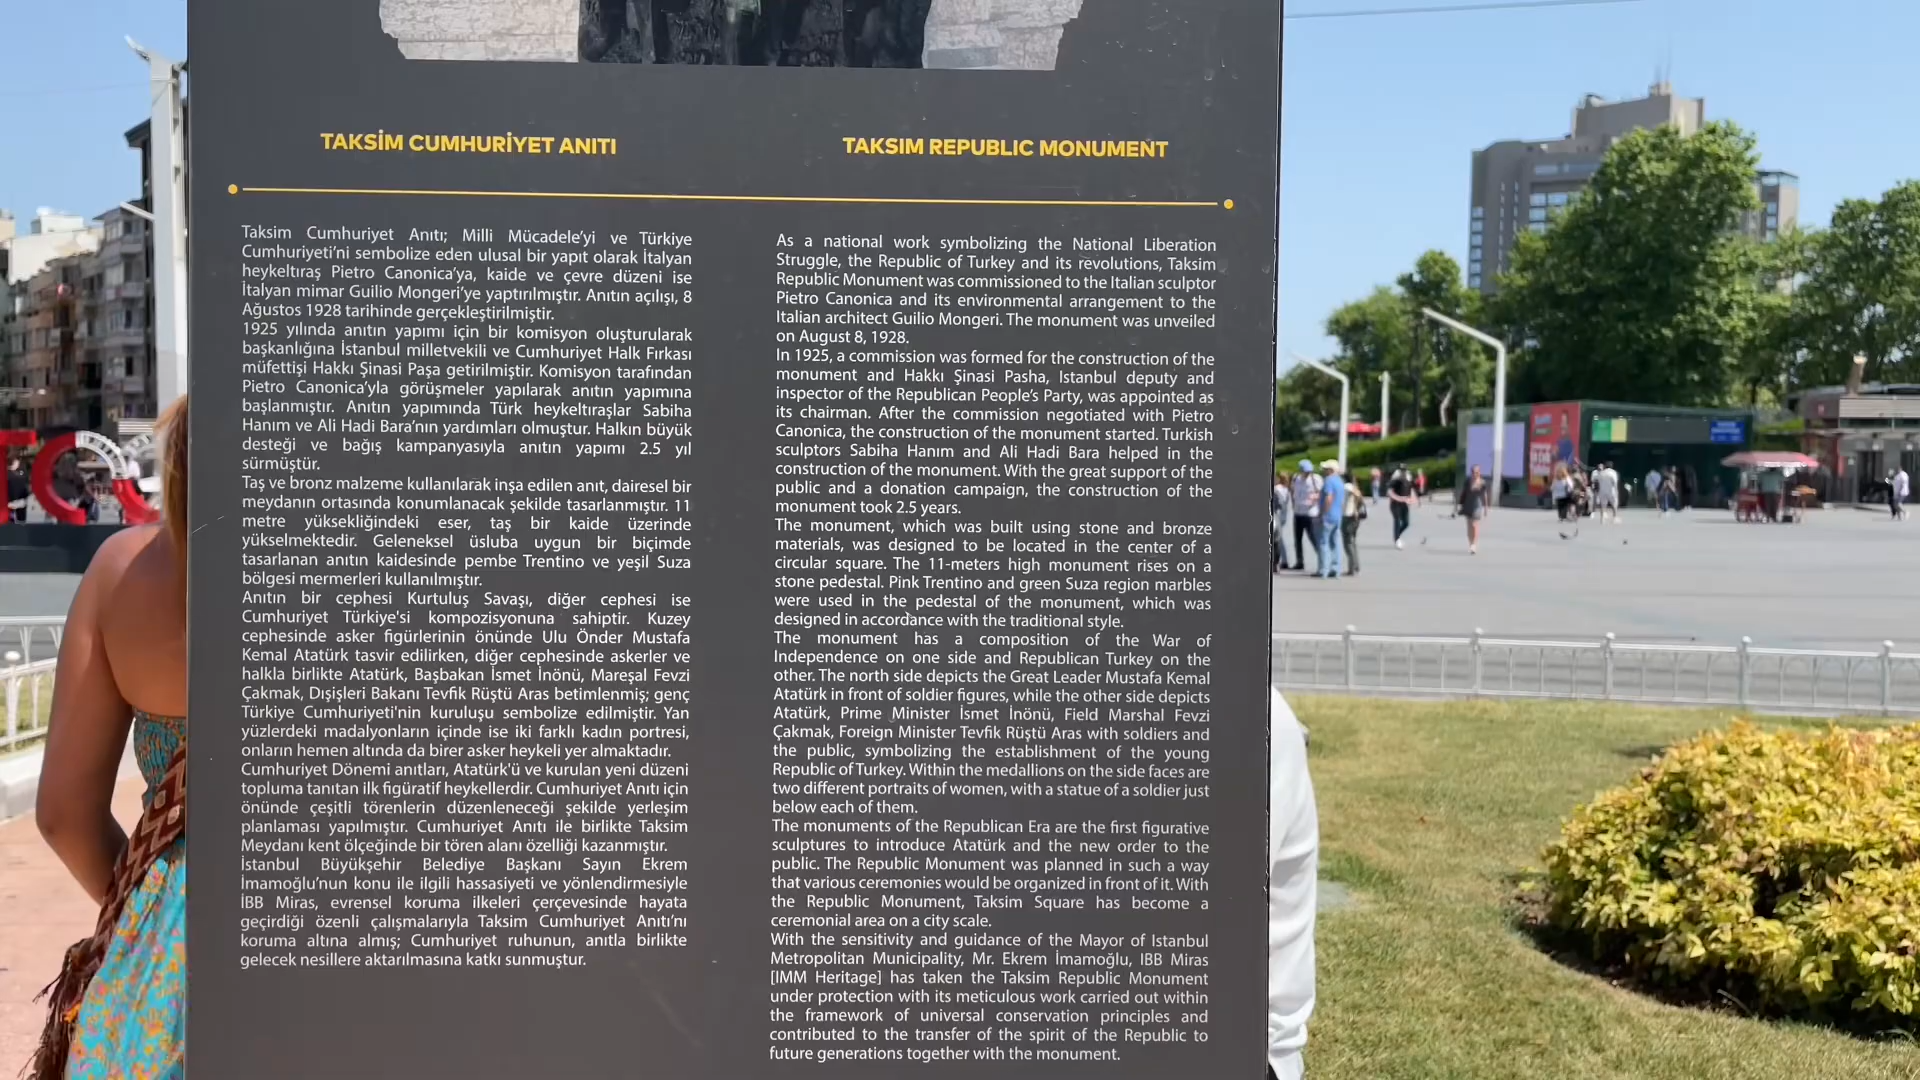 TAKSİM CUMHURİYET ANITI
Taksim Cumhuriyet Anıtı; Milli Mücadele’yi ve Türkiye
Cumhuriyeti’ni sembolize eden ulusal bir yapıt olarak İtalyan
heykeltıraş Pietro Canonica’ya, kaide ve çevre düzeni ise
İtalyan mimar Guilio Mongeri’ye yaptırılmıştır. Anıtın açılışı, 8
Ağustos 1928 tarihinde gerçekleştirilmiştir.
1925 yılında anıtın yapımı için bir komisyon oluşturularak
başkanlığına İstanbul milletvekili ve Cumhuriyet Halk Fırkası
müfettişi Hakkı Şinasi Paşa getirilmiştir. Komisyon tarafından
Pietro Canonica’yla görüşmeler yapılarak anıtın yapımına
başlanmıştır. Anıtın yapımında Türk heykeltıraşlar Sabiha
Hanım ve Ali Hadi Bara’nın yardımları olmuştur. Halkın büyük
desteği ve bağış kampanyasıyla anıtın yapımı 2.5 yıl
sürmüştür.
Taş ve bronz malzeme kullanılarak inşa edilen anıt, dairesel bir
meydanın ortasında konumlanacak şekilde tasarlanmıştır. 11
metre yüksekliğindeki eser, taş bir kaide üzerinde
yükselmektedir. Geleneksel üsluba uygun bir biçimde
tasarlanan anıtın kaidesinde pembe Trentino ve yeşil Suza
bölgesi mermerleri kullanılmıştır.
Anıtın bir cephesi Kurtuluş Savaşı, diğer cephesi ise
Cumhuriyet Türkiye'si kompozisyonuna sahiptir. Kuzey
cephesinde asker figürlerinin önünde Ulu Önder Mustafa
Kemal Atatürk tasvir edilirken, diğer cephesinde askerler ve
halkla birlikte Atatürk, Başbakan İsmet İnönü, Mareşal Fevzi
Çakmak, Dışişleri Bakanı Tevfik Rüştü Aras betimlenmiş; genç
Türkiye Cumhuriyeti'nin kuruluşu sembolize edilmiştir. Yan
yüzlerdeki madalyonların içinde ise iki farklı kadın portresi,
onların hemen altında da birer asker heykeli yer almaktadır.
Cumhuriyet Dönemi anıtları, Atatürk'ü ve kurulan yeni düzeni
topluma tanıtan ilk figüratif heykellerdir. Cumhuriyet Anıtı için
önünde çeşitli törenlerin düzenleneceği şekilde yerleşim
planlaması yapılmıştır. Cumhuriyet Anıtı ile birlikte Taksim
Meydanı kent ölçeğinde bir tören alanı özelliği kazanmıştır.
İstanbul Büyükşehir Belediye Başkanı Sayın Ekrem
İmamoğlu’nun konu ile ilgili hassasiyeti ve yönlendirmesiyle
İBB Miras, evrensel koruma ilkeleri çerçevesinde hayata
geçirdiği özenli çalışmalarıyla Taksim Cumhuriyet Anıtı’nı
koruma altına almış; Cumhuriyet ruhunun, anıtla birlikte
gelecek nesillere aktarılmasına katkı sunmuştur.
TAKSIM REPUBLIC MONUMENT
As a national work symbolizing the National Liberation
Struggle, the Republic of Turkey and its revolutions, Taksim
Republic Monument was commissioned to the Italian sculptor
Pietro Canonica and its environmental arrangement to the
Italian architect Guilio Mongeri. The monument was unveiled
on August 8, 1928.
In 1925, a commission was formed for the construction of the
monument and Hakkı Şinasi Pasha, Istanbul deputy and
inspector of the Republican People’s Party, was appointed as
its chairman. After the commission negotiated with Pietro
Canonica, the construction of the monument started. Turkish
sculptors Sabiha Hanım and Ali Hadi Bara helped in the
construction of the monument. With the great support of the
public and a donation campaign, the construction of the
monument took 2.5 years.
The monument, which was built using stone and bronze
materials, was designed to be located in the center of a
circular square. The 11-meters high monument rises on a
stone pedestal. Pink Trentino and green Suza region marbles
were used in the pedestal of the monument, which was
designed in accordance with the traditional style.
The monument has a composition of the War of
Independence on one side and Republican Turkey on the
other. The north side depicts the Great Leader Mustafa Kemal
Atatürk in front of soldier figures, while the other side depicts
Atatürk, Prime Minister İsmet İnönü, Field Marshal Fevzi
Çakmak, Foreign Minister Tevfik Rüştü Aras with soldiers and
the public, symbolizing the establishment of the young
Republic of Turkey. Within the medallions on the side faces are
two different portraits of women, with a statue of a soldier just
below each of them.
The monuments of the Republican Era are the first figurative
sculptures to introduce Atatürk and the new order to the
public. The Republic Monument was planned in such a way
that various ceremonies would be organized in front of it. With
the Republic Monument, Taksim Square has become a
ceremonial area on a city scale.
With the sensitivity and guidance of the Mayor of Istanbul
Metropolitan Municipality, Mr. Ekrem İmamoğlu, IBB Miras
[IMM Heritage] has taken the Taksim Republic Monument
under protection with its meticulous work carried out within
the framework of universal conservation principles and
contributed to the transfer of the spirit of the Republic to
future generations together with the monument.